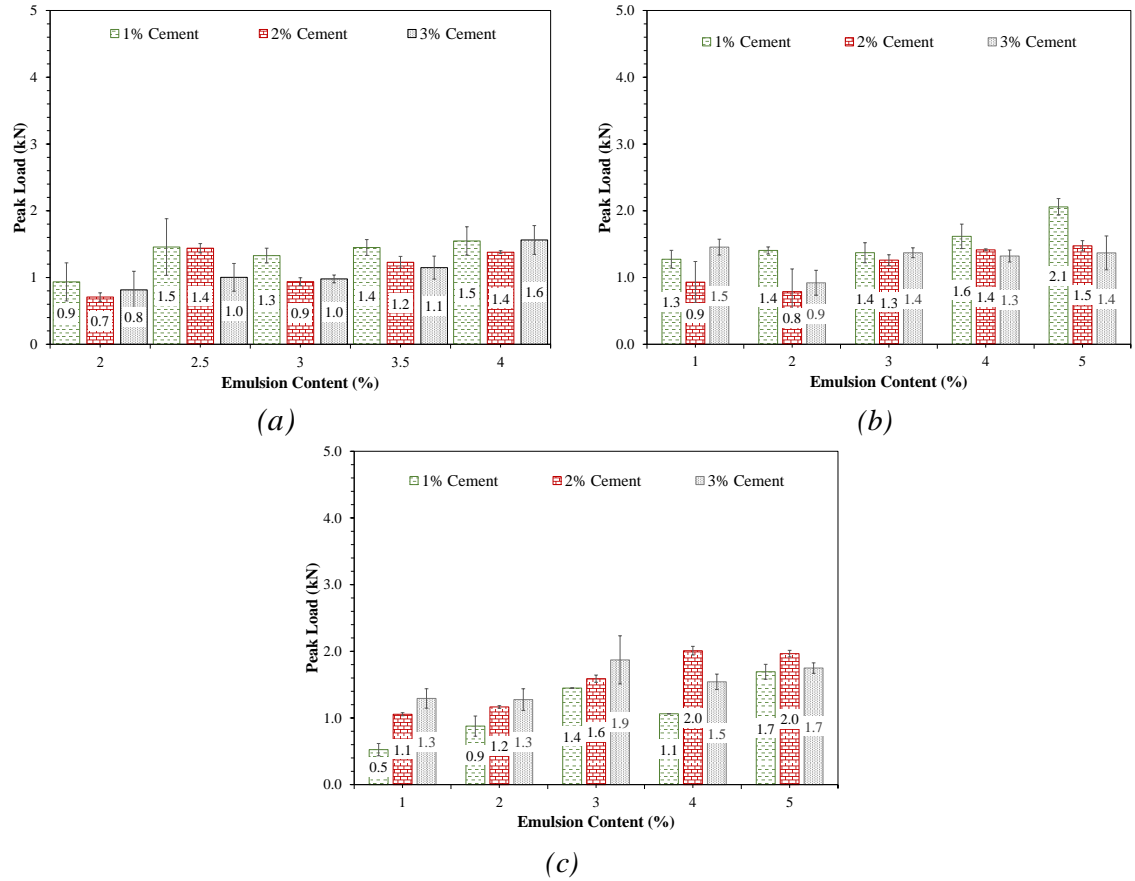 1% Cement 2% Cement 3% Cement
Peak Load (kN)
5
4
3
2
1
0
0.9 0.7 0.8 1.5 1.4 1.0 1.3 0.9 1.0 1.4 1.2 1.1 1.5 1.4 1.6
2 2.5 3 3.5 4
Emulsion Content (%)
(a)
1% Cement 2% Cement 3% Cement
Peak Load (kN)
5.0
4.0
3.0
2.0
1.0
0.0
1.3 0.9 1.5 1.4 0.8 0.9 1.4 1.3 1.4 1.6 1.4 1.3 2.1 1.5 1.4
1 2 3 4 5
Emulsion Content (%)
(b)
1% Cement 2% Cement 3% Cement
Peak Load (kN)
5.0
4.0
3.0
2.0
1.0
0.0
0.5 1.1 1.3 0.9 1.2 1.3 1.4 1.6 1.9 1.1 2.0 1.5 1.7 2.0 1.7
1 2 3 4 5
Emulsion Content (%)
(c)